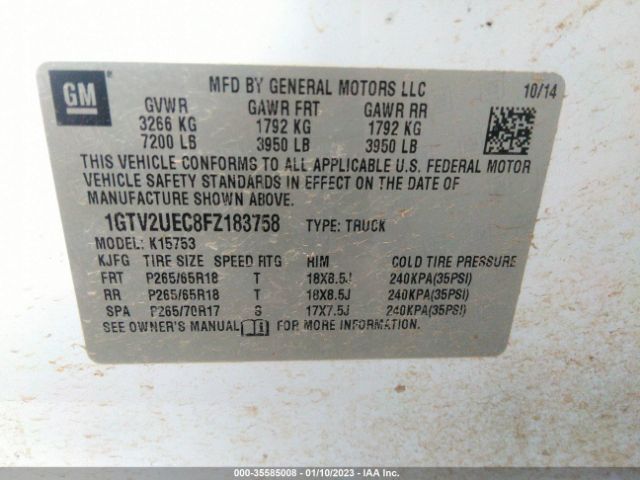 GM
MFD BY GENERAL MOTORS LLC 10/14
GVWR GAWR FRT GAWR RR
3266 KG 1792 KG 1792 KG
7200 LB 3950 LB 3950 LB
THIS VEHICLE CONFORMS TO ALL APPLICABLE U.S. FEDERAL MOTOR
VEHICLE SAFETY STANDARDS IN EFFECT ON THE DATE OF
MANUFACTURE SHOWN ABOVE.
1GTV2UEC8FZ183758 TYPE: TRUCK
MODEL: K15753
KJFG TIRE SIZE SPEED RTG RIM COLD TIRE PRESSURE
FRT P265/65R18 T 18X8.5J 240KPA(35PSI)
RR P265/65R18 T 18X8.5J 240KPA(35PSI)
SPA P265/70R17 S 17X7.5J 240KPA(35PSI)
SEE OWNER'S MANUAL FOR MORE INFORMATION.
000-35585008 - 01/10/2023 - IAA Inc.